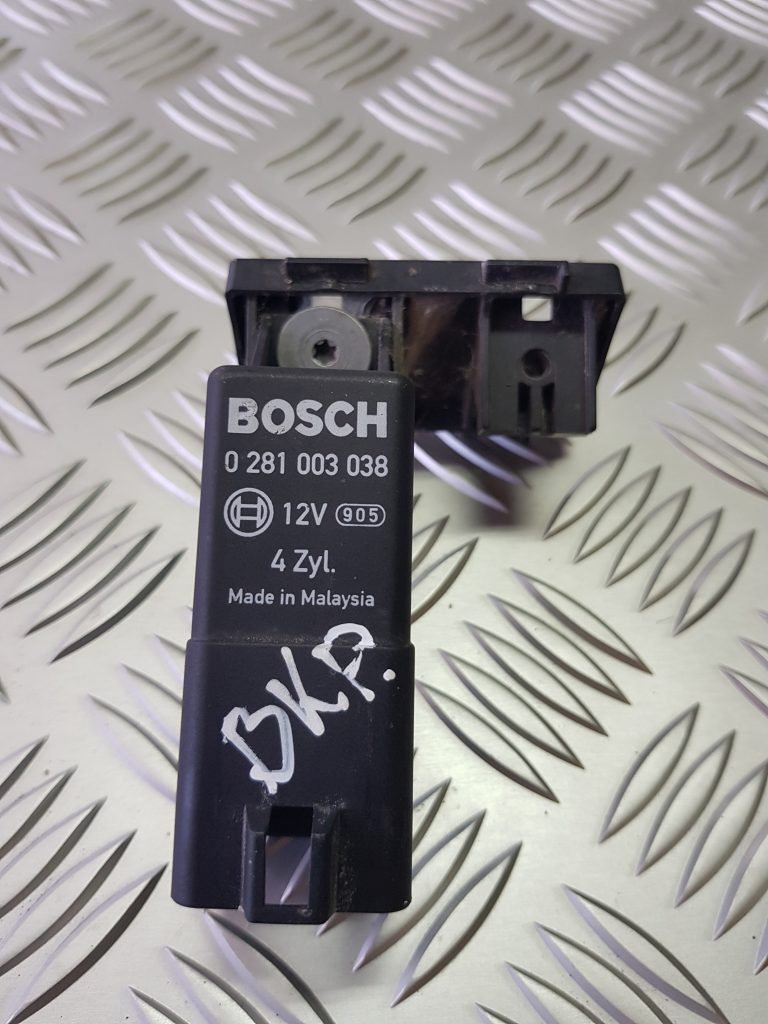 BOSCH
0 281 003 038
12V 905
4 Zyl.
Made in Malaysia
BKP.